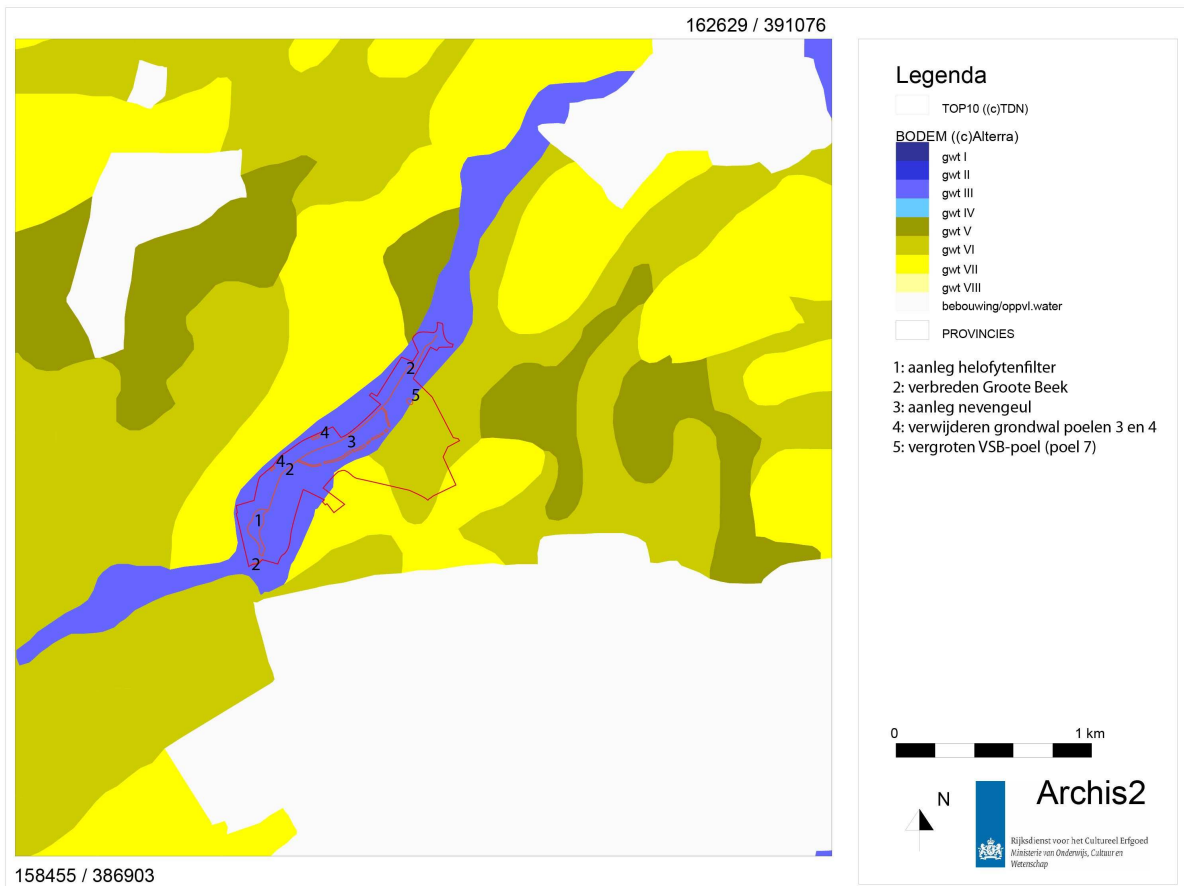 162629 / 391076
Legenda
TOP10 ((c)TDN)
BODEM ((c)Alterra)
gwt I
gwt II
gwt III
gwt IV
gwt V
gwt VI
gwt VII
gwt VIII
bebouwing/oppvl.water
PROVINCIES
1: aanleg helofytenfilter
2: verbreden Groote Beek
3: aanleg nevengeul
4: verwijderen grondwal poelen 3 en 4
5: vergroten VSB-poel (poel 7)
2
5
4
3
4
2
1
2
0 1 km
N
Archis2
Rijksdienst voor het Cultureel Erfgoed
Ministerie van Onderwijs, Cultuur en
Wetenschap
158455 / 386903